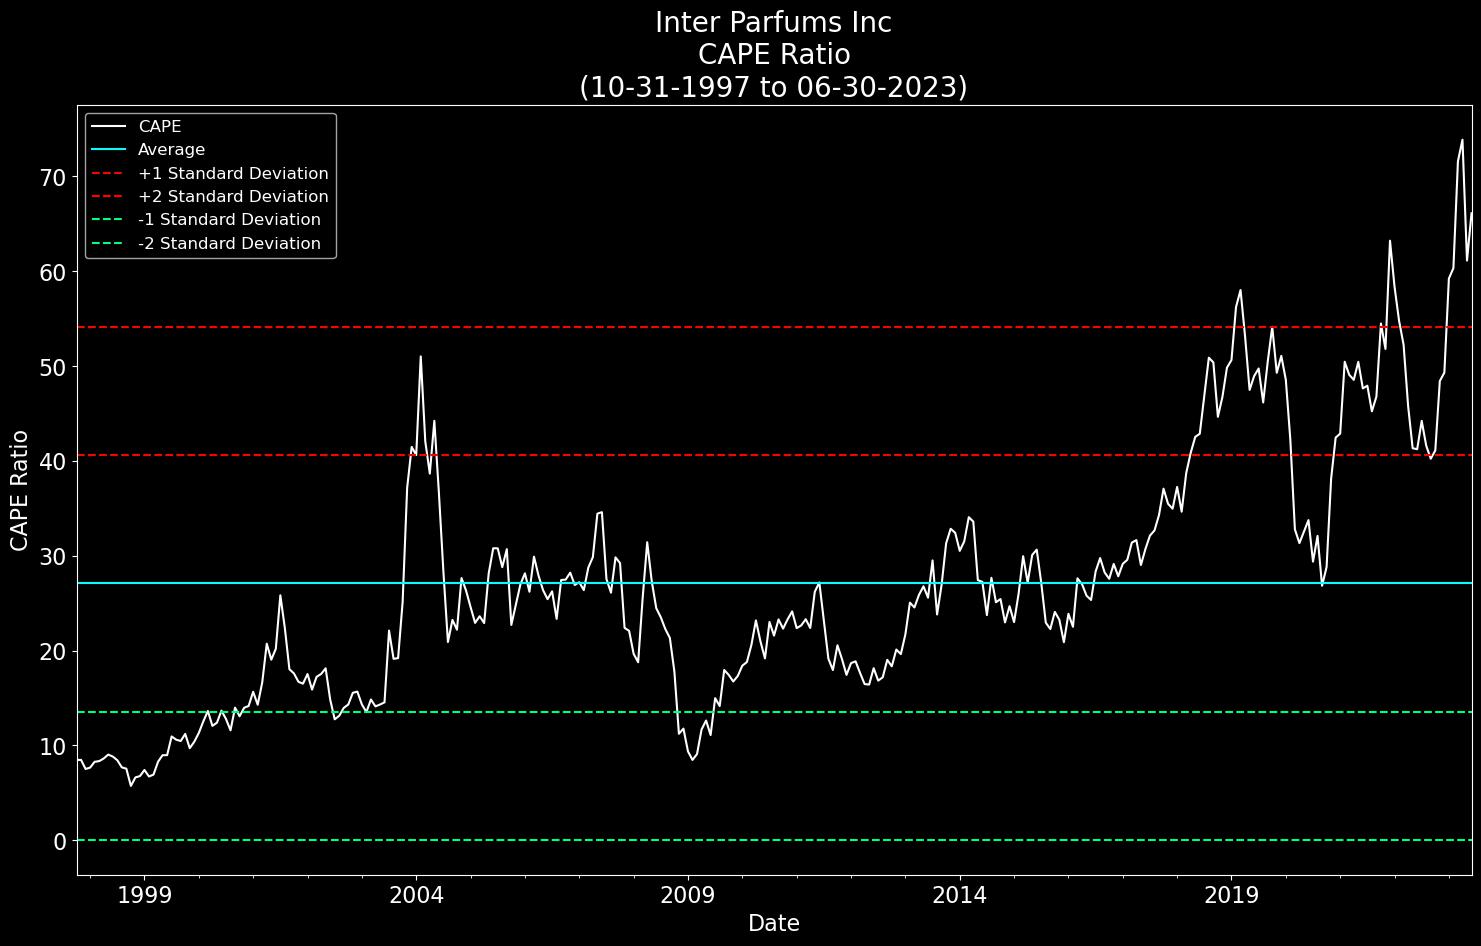 Inter Parfums Inc
CAPE Ratio
(10-31-1997 to 06-30-2023)
CAPE
Average
+1 Standard Deviation
+2 Standard Deviation
-1 Standard Deviation
-2 Standard Deviation
CAPE Ratio
70
60
50
40
30
20
10
0
1999
2004
2009
2014
2019
Date